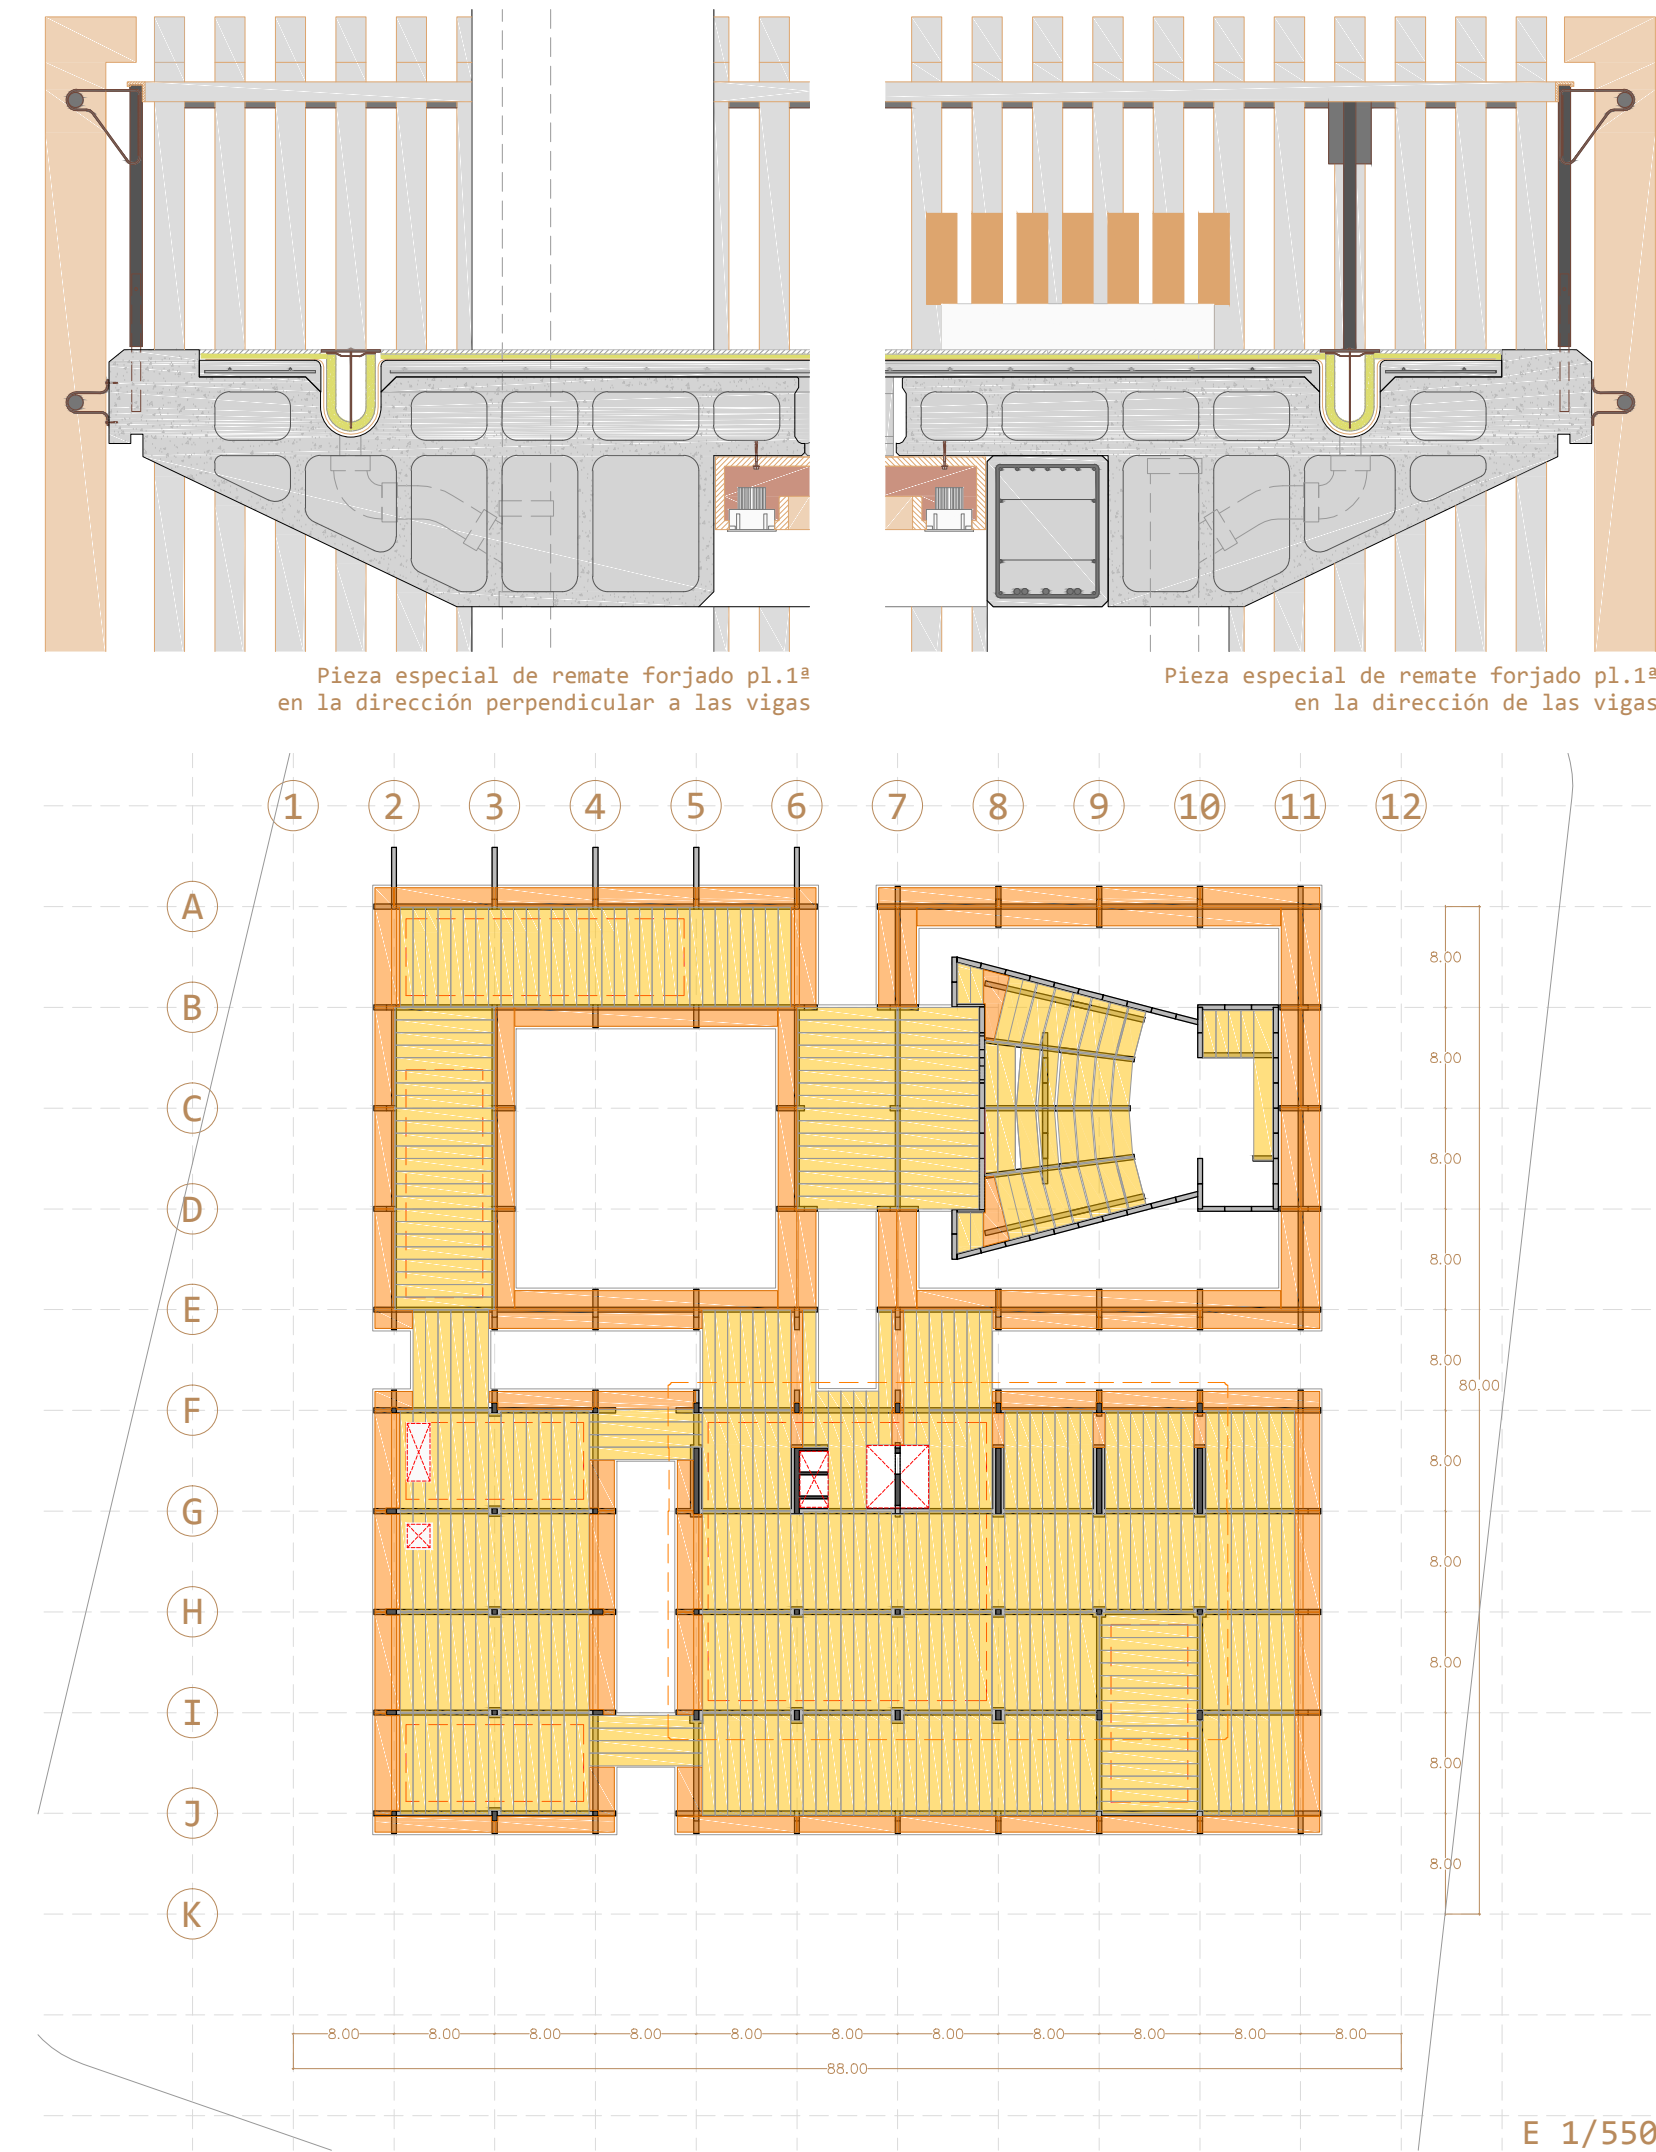 Pieza especial de remate forjado pl.1ª
en la dirección perpendicular a las vigas
Pieza especial de remate forjado pl.1ª
en la dirección de las vigas
1 2 3 4 5 6 7 8 9 10 11 12
A
B
C
D
E
F
G
H
I
J
K
8.00
8.00
8.00
8.00
8.00
80.00
8.00
8.00
8.00
8.00
8.00
8.00 8.00 8.00 8.00 8.00 8.00 8.00 8.00 8.00 8.00 8.00
88.00
E 1/550